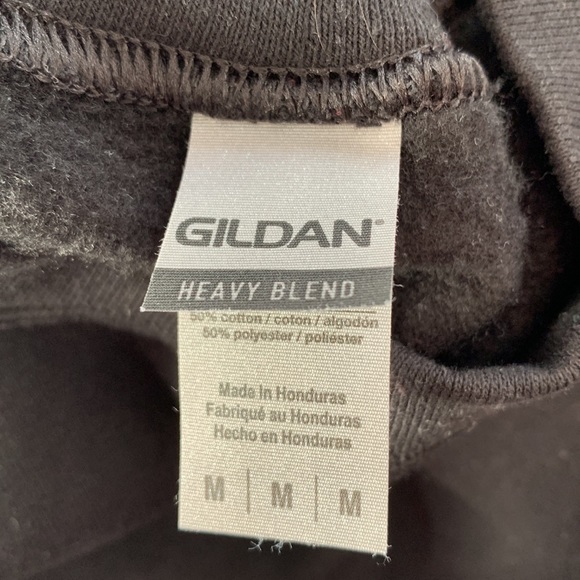 GILDAN®
HEAVY BLEND
50% cotton / coton / algodón
50% polyester / poliéster
Made in Honduras
Fabriqué au Honduras
Hecho en Honduras
M | M | M